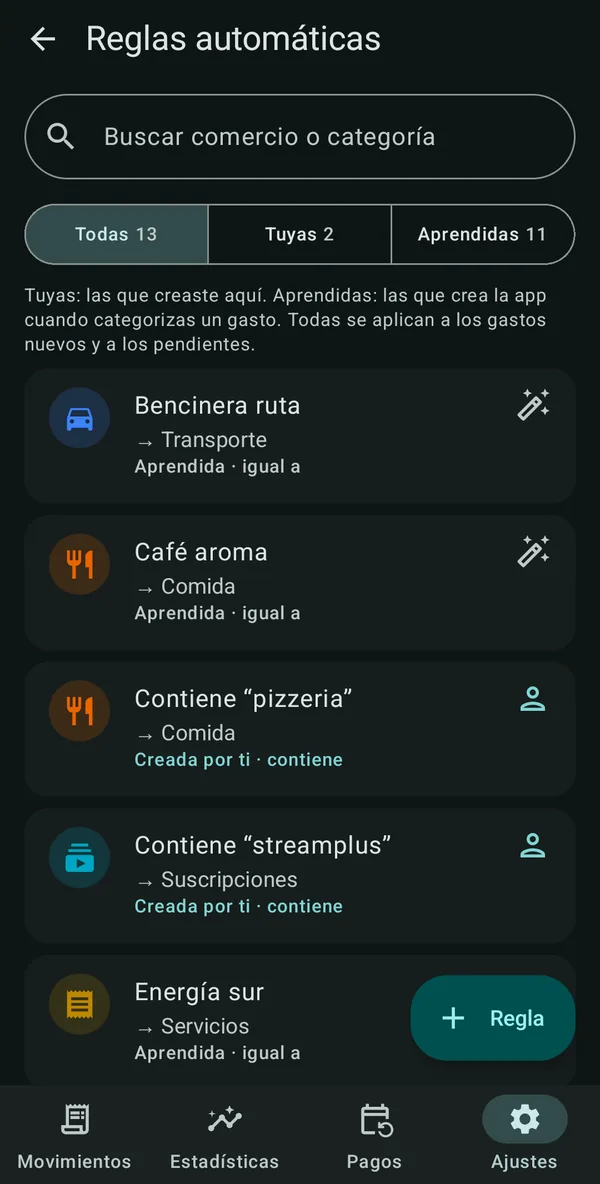 Reglas automáticas
Buscar comercio o categoría
Todas 13
Tuyas 2
Aprendidas 11
Tuyas: las que creaste aquí. Aprendidas: las que crea la app
cuando categorizas un gasto. Todas se aplican a los gastos
nuevos y a los pendientes.
Bencinera ruta
→ Transporte
Aprendida · igual a
Café aroma
→ Comida
Aprendida · igual a
Contiene “pizzeria”
→ Comida
Creada por ti · contiene
Contiene “streamplus”
→ Suscripciones
Creada por ti · contiene
Energía sur
→ Servicios
Aprendida · igual a
Regla
Movimientos
Estadísticas
Pagos
Ajustes